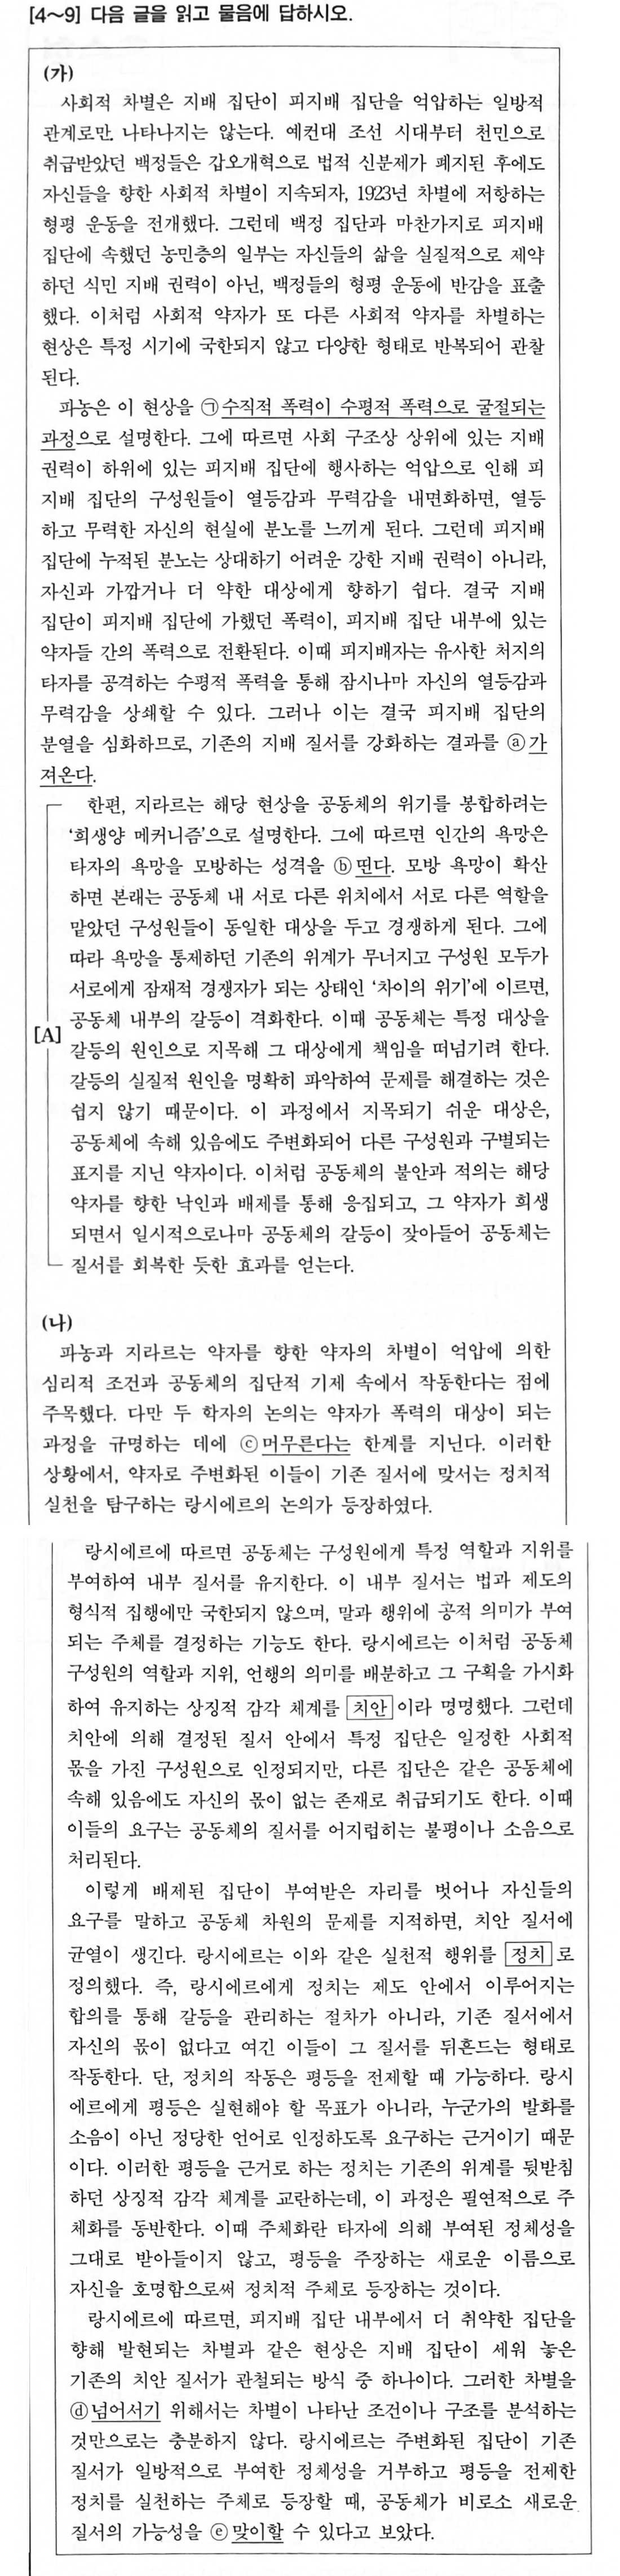 [4~9] 다음 글을 읽고 물음에 답하시오.
(가)
사회적 차별은 지배 집단이 피지배 집단을 억압하는 일방적
관계로만 나타나지는 않는다. 예컨대 조선 시대부터 천민으로
취급받았던 백정들은 갑오개혁으로 법적 신분제가 폐지된 후에도
자신들을 향한 사회적 차별이 지속되자, 1923년 차별에 저항하는
형평 운동을 전개했다. 그런데 백정 집단과 마찬가지로 피지배
집단에 속했던 농민층의 일부는 자신들의 삶을 실질적으로 제약
하던 식민 지배 권력이 아닌, 백정들의 형평 운동에 반감을 표출
했다. 이처럼 사회적 약자가 또 다른 사회적 약자를 차별하는
현상은 특정 시기에 국한되지 않고 다양한 형태로 반복되어 관찰
된다.
파농은 이 현상을 ㉠수직적 폭력이 수평적 폭력으로 굴절되는
과정으로 설명한다. 그에 따르면 사회 구조상 상위에 있는 지배
권력이 하위에 있는 피지배 집단에 행사하는 억압으로 인해 피
지배 집단의 구성원들이 열등감과 무력감을 내면화하면, 열등
하고 무력한 자신의 현실에 분노를 느끼게 된다. 그런데 피지배
집단에 누적된 분노는 상대하기 어려운 강한 지배 권력이 아니라,
자신과 가깝거나 더 약한 대상에게 향하기 쉽다. 결국 지배
집단이 피지배 집단에 가했던 폭력이, 피지배 집단 내부에 있는
약자들 간의 폭력으로 전환된다. 이때 피지배자는 유사한 처지의
타자를 공격하는 수평적 폭력을 통해 잠시나마 자신의 열등감과
무력감을 상쇄할 수 있다. 그러나 이는 결국 피지배 집단의
분열을 심화하므로, 기존의 지배 질서를 강화하는 결과를 ⓐ가
져온다.
한편, 지라르는 해당 현상을 공동체의 위기를 봉합하려는
‘희생양 메커니즘’으로 설명한다. 그에 따르면 인간의 욕망은
타자의 욕망을 모방하는 성격을 ⓑ띤다. 모방 욕망이 확산
하면 본래는 공동체 내 서로 다른 위치에서 서로 다른 역할을
맡았던 구성원들이 동일한 대상을 두고 경쟁하게 된다. 그에
따라 욕망을 통제하던 기존의 위계가 무너지고 구성원 모두가
서로에게 잠재적 경쟁자가 되는 상태인 ‘차이의 위기’에 이르면,
공동체 내부의 갈등이 격화한다. 이때 공동체는 특정 대상을
[A]
갈등의 원인으로 지목해 그 대상에게 책임을 떠넘기려 한다.
갈등의 실질적 원인을 명확히 파악하여 문제를 해결하는 것은
쉽지 않기 때문이다. 이 과정에서 지목되기 쉬운 대상은,
공동체에 속해 있음에도 주변화되어 다른 구성원과 구별되는
표지를 지닌 약자이다. 이처럼 공동체의 불안과 적의는 해당
약자를 향한 낙인과 배제를 통해 응집되고, 그 약자가 희생
되면서 일시적으로나마 공동체의 갈등이 잦아들어 공동체는
질서를 회복한 듯한 효과를 얻는다.
(나)
파농과 지라르는 약자를 향한 약자의 차별이 억압에 의한
심리적 조건과 공동체의 집단적 기제 속에서 작동한다는 점에
주목했다. 다만 두 학자의 논의는 약자가 폭력의 대상이 되는
과정을 규명하는 데에 ⓒ머무른다는 한계를 지닌다. 이러한
상황에서, 약자로 주변화된 이들이 기존 질서에 맞서는 정치적
실천을 탐구하는 랑시에르의 논의가 등장하였다.
랑시에르에 따르면 공동체는 구성원에게 특정 역할과 지위를
부여하여 내부 질서를 유지한다. 이 내부 질서는 법과 제도의
형식적 집행에만 국한되지 않으며, 말과 행위에 공적 의미가 부여
되는 주체를 결정하는 기능도 한다. 랑시에르는 이처럼 공동체
구성원의 역할과 지위, 언행의 의미를 배분하고 그 구획을 가시화
하여 유지하는 상징적 감각 체계를 치안 이라 명명했다. 그런데
치안에 의해 결정된 질서 안에서 특정 집단은 일정한 사회적
몫을 가진 구성원으로 인정되지만, 다른 집단은 같은 공동체에
속해 있음에도 자신의 몫이 없는 존재로 취급되기도 한다. 이때
이들의 요구는 공동체의 질서를 어지럽히는 불평이나 소음으로
처리된다.
이렇게 배제된 집단이 부여받은 자리를 벗어나 자신들의
요구를 말하고 공동체 차원의 문제를 지적하면, 치안 질서에
균열이 생긴다. 랑시에르는 이와 같은 실천적 행위를 정치 로
정의했다. 즉, 랑시에르에게 정치는 제도 안에서 이루어지는
합의를 통해 갈등을 관리하는 절차가 아니라, 기존 질서에서
자신의 몫이 없다고 여긴 이들이 그 질서를 뒤흔드는 형태로
작동한다. 단, 정치의 작동은 평등을 전제할 때 가능하다. 랑시
에르에게 평등은 실현해야 할 목표가 아니라, 누군가의 발화를
소음이 아닌 정당한 언어로 인정하도록 요구하는 근거이기 때문
이다. 이러한 평등을 근거로 하는 정치는 기존의 위계를 뒷받침
하던 상징적 감각 체계를 교란하는데, 이 과정은 필연적으로 주
체화를 동반한다. 이때 주체화란 타자에 의해 부여된 정체성을
그대로 받아들이지 않고, 평등을 주장하는 새로운 이름으로
자신을 호명함으로써 정치적 주체로 등장하는 것이다.
랑시에르에 따르면, 피지배 집단 내부에서 더 취약한 집단을
향해 발현되는 차별과 같은 현상은 지배 집단이 세워 놓은
기존의 치안 질서가 관철되는 방식 중 하나이다. 그러한 차별을
ⓓ넘어서기 위해서는 차별이 나타난 조건이나 구조를 분석하는
것만으로는 충분하지 않다. 랑시에르는 주변화된 집단이 기존
질서가 일방적으로 부여한 정체성을 거부하고 평등을 전제한
정치를 실천하는 주체로 등장할 때, 공동체가 비로소 새로운
질서의 가능성을 ⓔ맞이할 수 있다고 보았다.